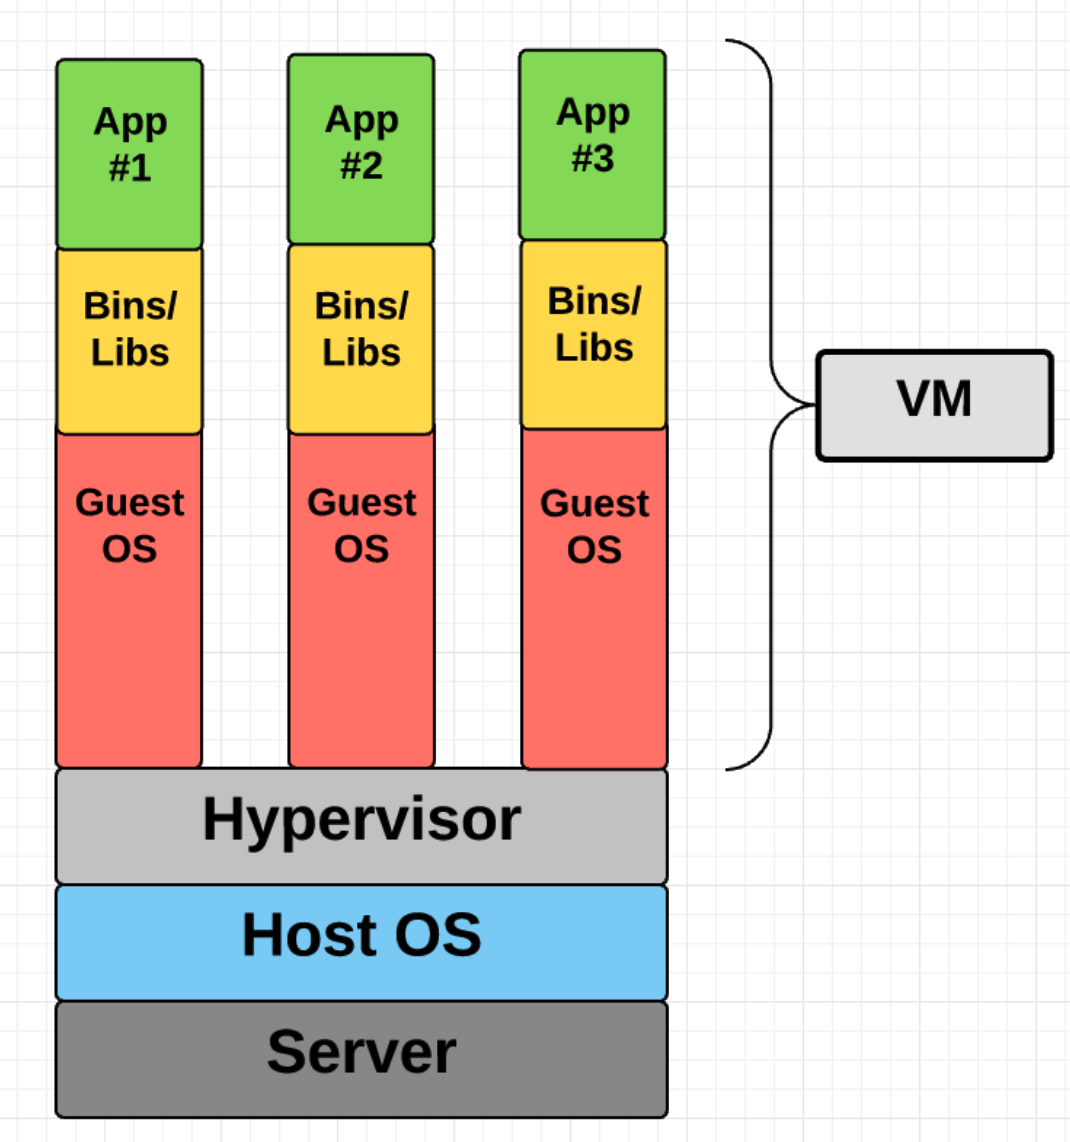 App
#1
App
#2
App
#3
Bins/
Libs
Bins/
Libs
Bins/
Libs
VM
Guest
OS
Guest
OS
Guest
OS
Hypervisor
Host OS
Server